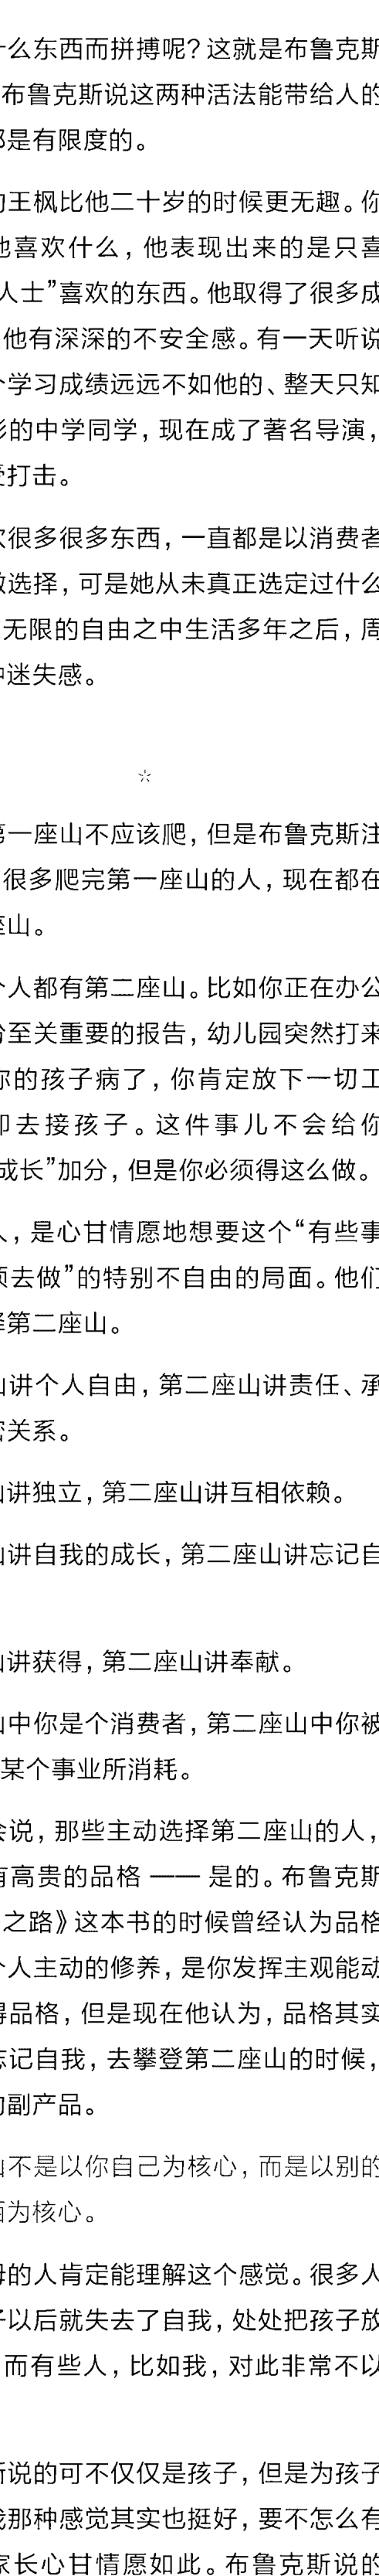 什么东西而拼搏呢？这就是布鲁克斯
布鲁克斯说这两种活法能带给人的
都是有限度的。
的王枫比他二十岁的时候更无趣。你
他喜欢什么，他表现出来的是只喜
人士”喜欢的东西。他取得了很多成
他有深深的不安全感。有一天听说
个学习成绩远远不如他的、整天只知
影的中学同学，现在成了著名导演，
受打击。
欢很多很多东西，一直都是以消费者
做选择，可是她从未真正选定过什么
无限的自由之中生活多年之后，周
种迷失感。
第一座山不应该爬，但是布鲁克斯注
很多爬完第一座山的人，现在都在
座山。
个人都有第二座山。比如你正在办公
份至关重要的报告，幼儿园突然打来
你的孩子病了，你肯定放下一切工
即去接孩子。这件事儿不会给你
成长”加分，但是你必须得这么做。
人，是心甘情愿地想要这个“有些事
须去做”的特别不自由的局面。他们
择第二座山。
山讲个人自由，第二座山讲责任、承
密关系。
山讲独立，第二座山讲互相依赖。
山讲自我的成长，第二座山讲忘记自
山讲获得，第二座山讲奉献。
山中你是个消费者，第二座山中你被
某个事业所消耗。
会说，那些主动选择第二座山的人，
有高贵的品格 —— 是的。布鲁克斯
之路》这本书的时候曾经认为品格
个人主动的修养，是你发挥主观能动
得品格，但是现在他认为，品格其实
忘记自我，去攀登第二座山的时候，
的副产品。
山不是以你自己为核心，而是以别的
西为核心。
母的人肯定能理解这个感觉。很多人
子以后就失去了自我，处处把孩子放
而有些人，比如我，对此非常不以
斯说的可不仅仅是孩子，但是为孩子
我那种感觉其实也挺好，要不怎么有
家长心甘情愿如此。布鲁克斯说的